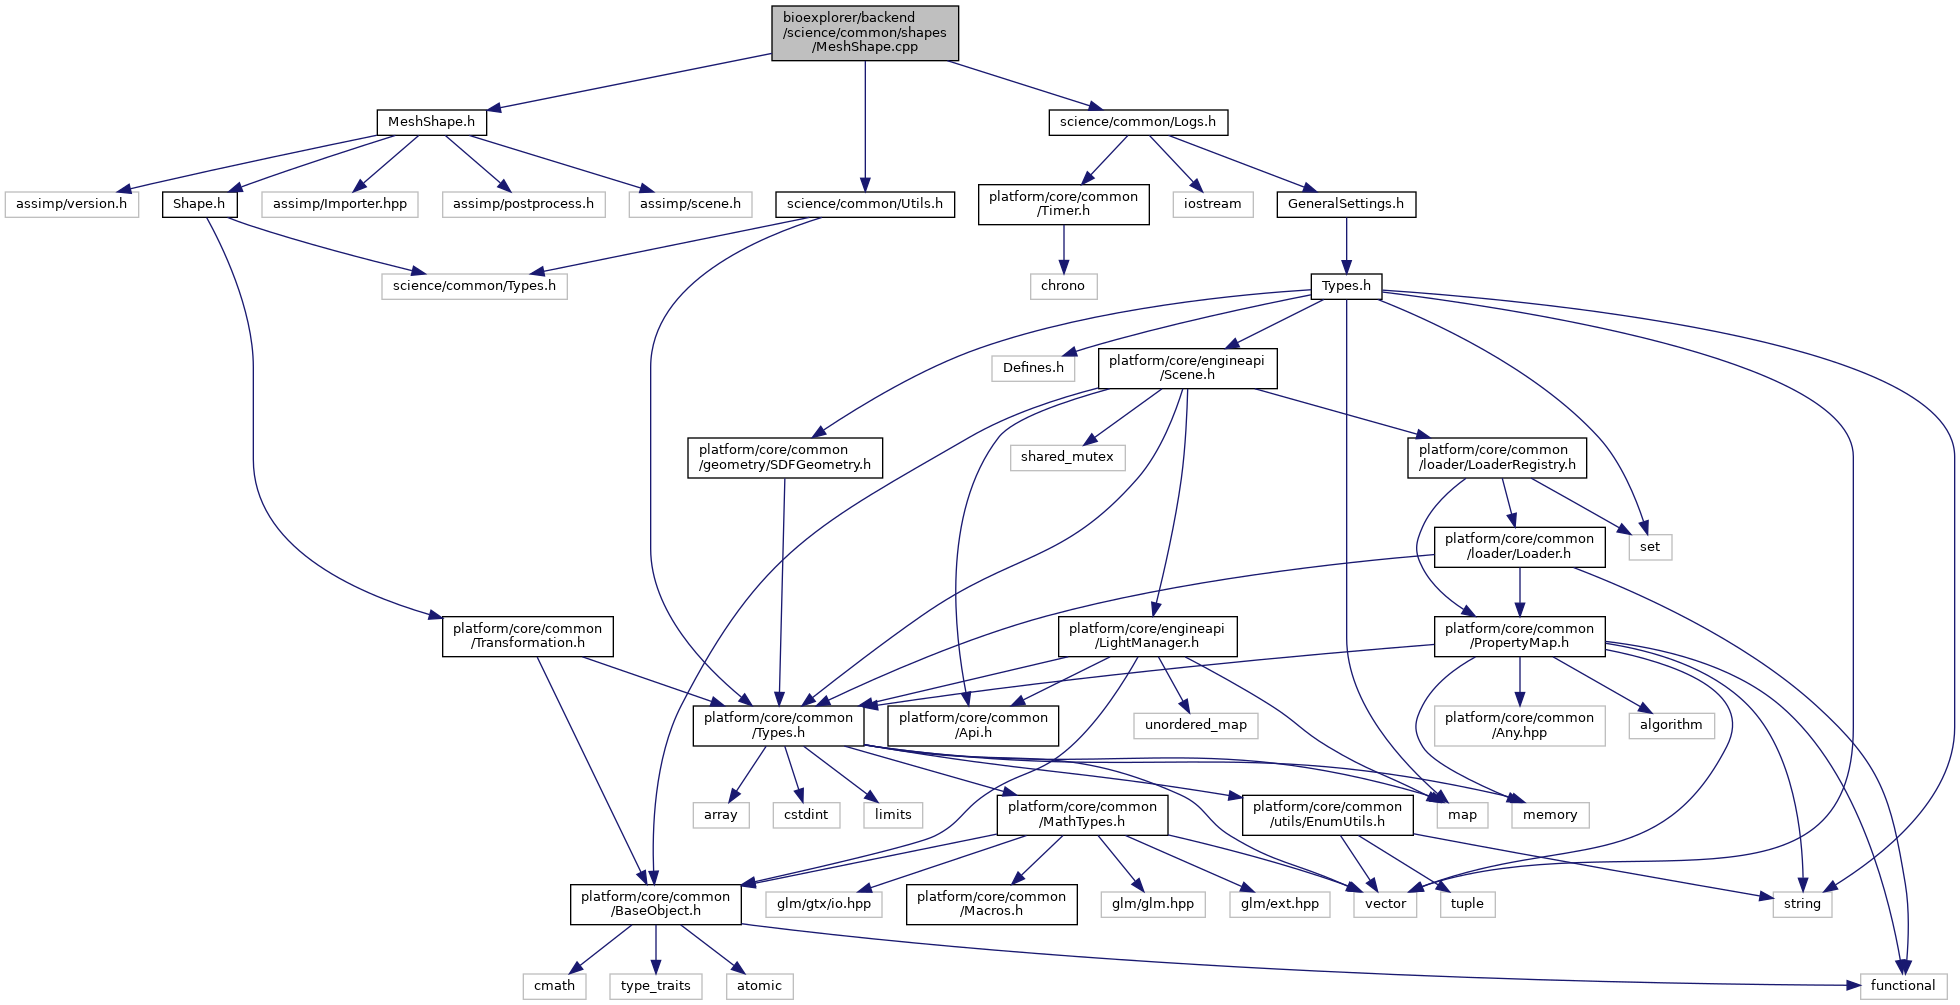 bioexplorer/backend
/science/common/shapes
/MeshShape.cpp
MeshShape.h
science/common/Logs.h
assimp/version.h
Shape.h
assimp/Importer.hpp
assimp/postprocess.h
assimp/scene.h
science/common/Utils.h
platform/core/common
/Timer.h
iostream
GeneralSettings.h
science/common/Types.h
chrono
Types.h
Defines.h
platform/core/engineapi
/Scene.h
platform/core/common
/geometry/SDFGeometry.h
shared_mutex
platform/core/common
/loader/LoaderRegistry.h
platform/core/common
/loader/Loader.h
set
platform/core/common
/Transformation.h
platform/core/engineapi
/LightManager.h
platform/core/common
/PropertyMap.h
platform/core/common
/Types.h
platform/core/common
/Api.h
unordered_map
platform/core/common
/Any.hpp
algorithm
array
cstdint
limits
platform/core/common
/MathTypes.h
platform/core/common
/utils/EnumUtils.h
map
memory
platform/core/common
/BaseObject.h
glm/gtx/io.hpp
platform/core/common
/Macros.h
glm/glm.hpp
glm/ext.hpp
vector
tuple
string
cmath
type_traits
atomic
functional